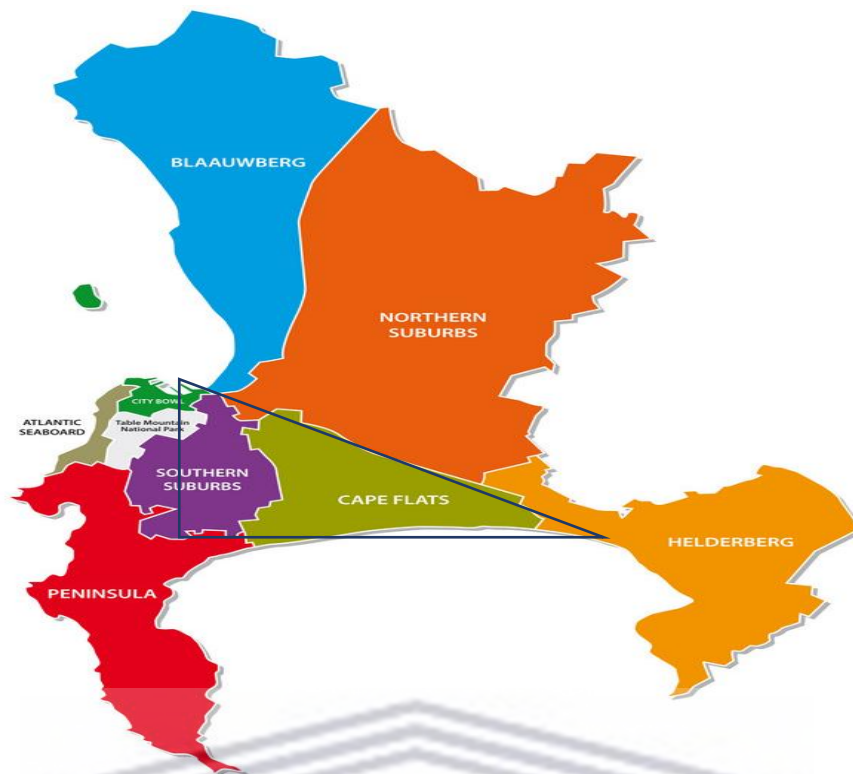 BLAAUWBERG
NORTHERN
SUBURBS
CITY BOWL
ATLANTIC
SEABOARD
Table Mountain
National Park
SOUTHERN
SUBURBS
CAPE FLATS
HELDERBERG
PENINSULA